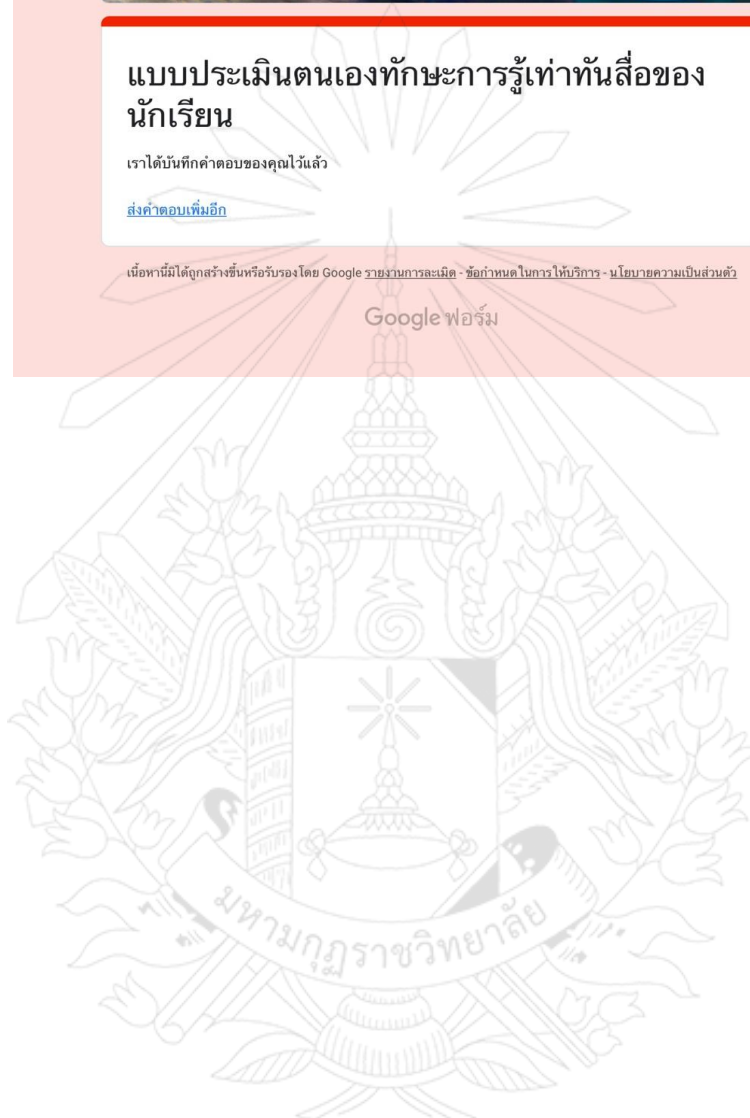 แบบประเมินตนเองทักษะการรู้เท่าทันสื่อของ
นักเรียน
เราได้บันทึกคำตอบของคุณไว้แล้ว
ส่งคำตอบเพิ่มอีก
เนื้อหานี้มิได้ถูกสร้างขึ้นหรือรับรองโดย Google รายงานการละเมิด - ข้อกำหนดในการให้บริการ - นโยบายความเป็นส่วนตัว
Google ฟอร์ม
มหามกุฏราชวิทยาลัย